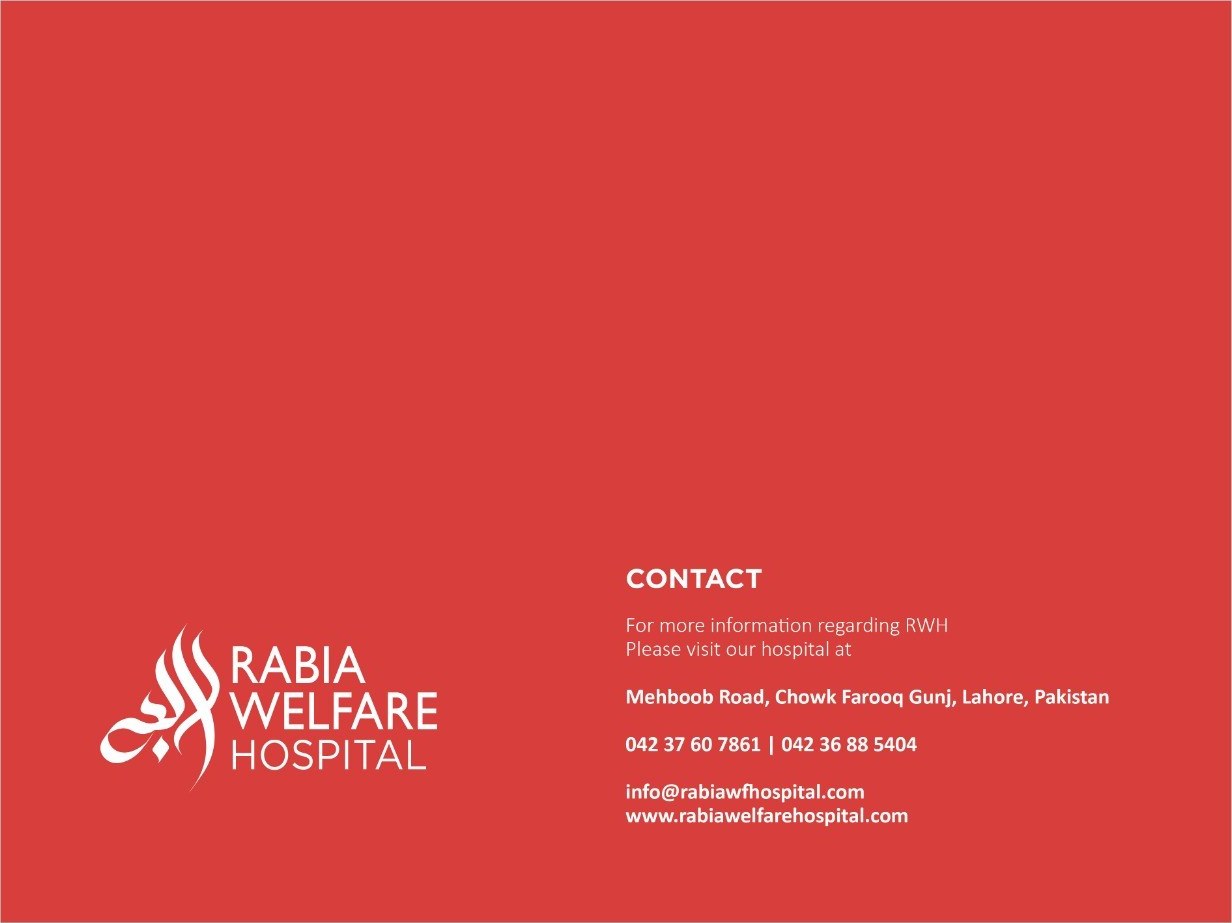 RABIA
WELFARE
HOSPITAL
CONTACT
For more information regarding RWH
Please visit our hospital at
Mehboob Road, Chowk Farooq Gunj, Lahore, Pakistan
042 37 60 7861 | 042 36 88 5404
info@rabiawfhospital.com
www.rabiawelfarehospital.com